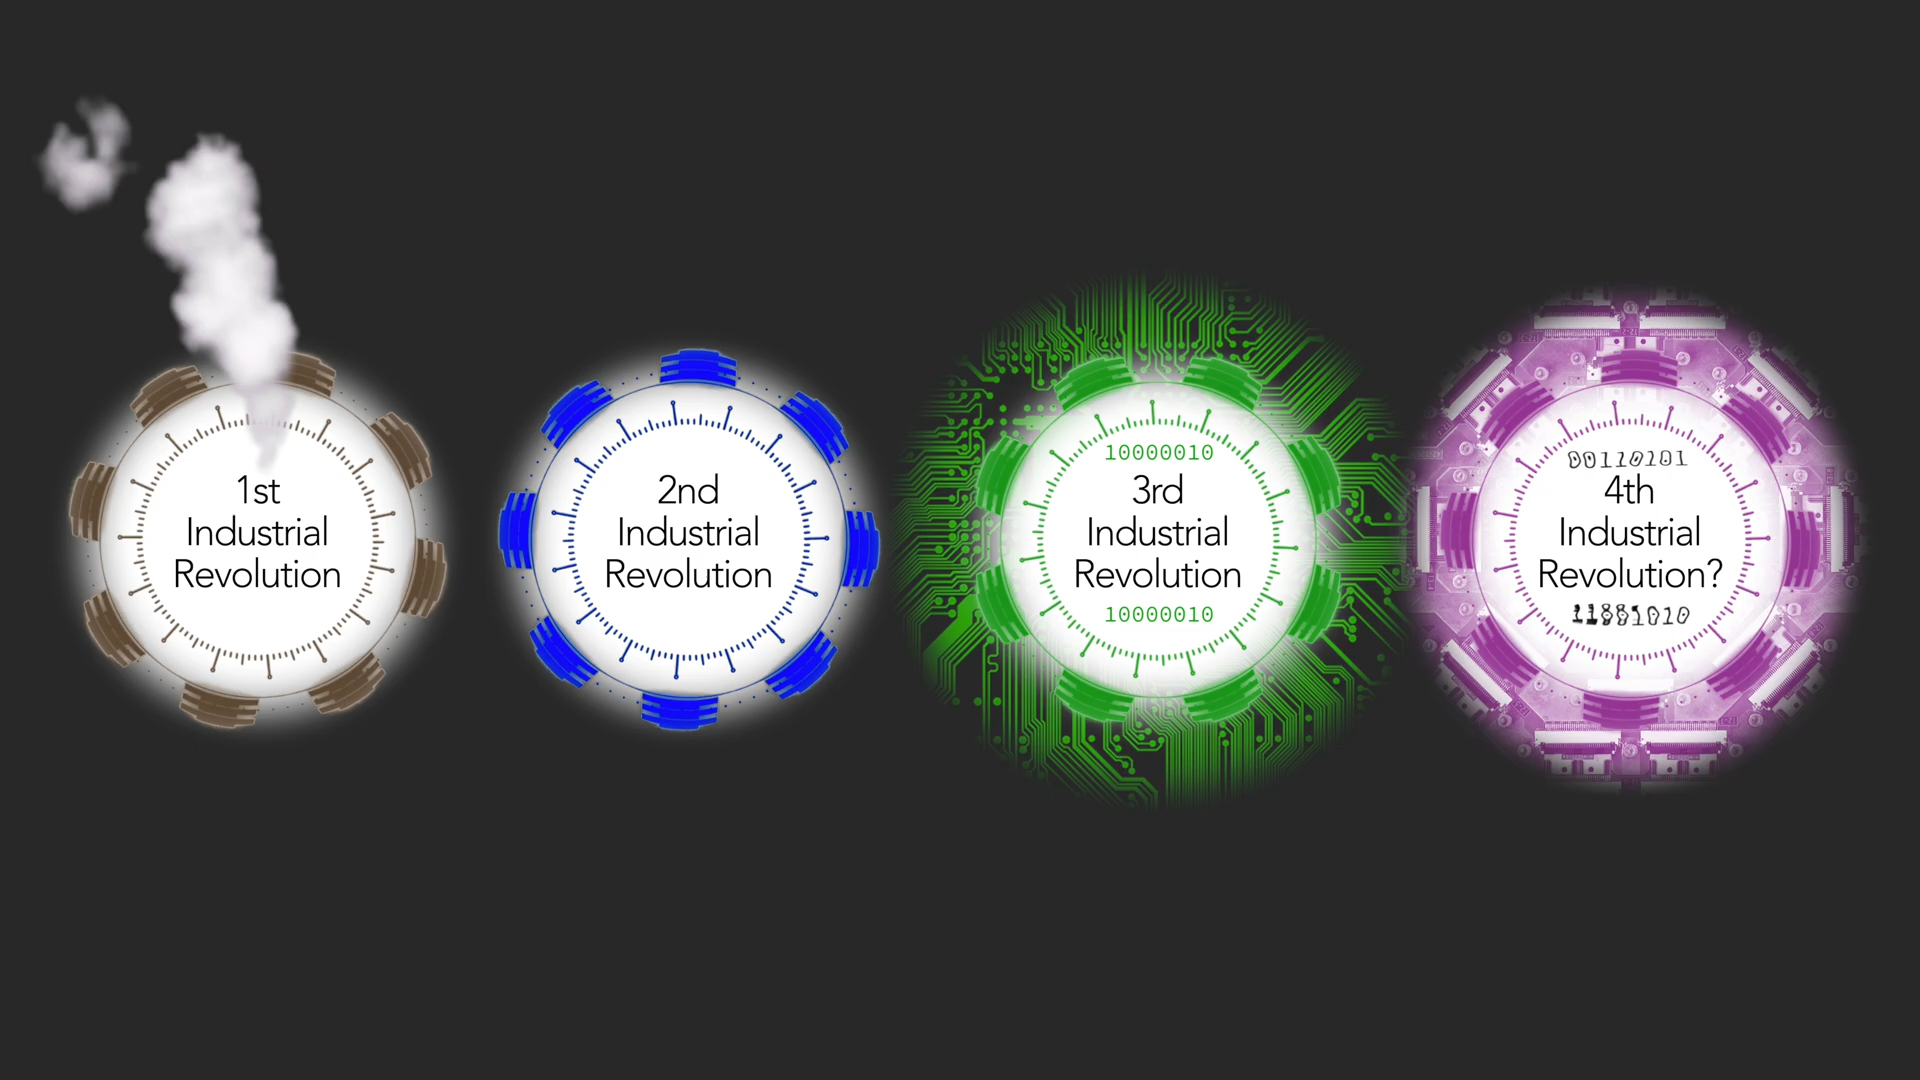 1st
Industrial
Revolution
2nd
Industrial
Revolution
10000010
3rd
Industrial
Revolution
10000010
00110101
4th
Industrial
Revolution?